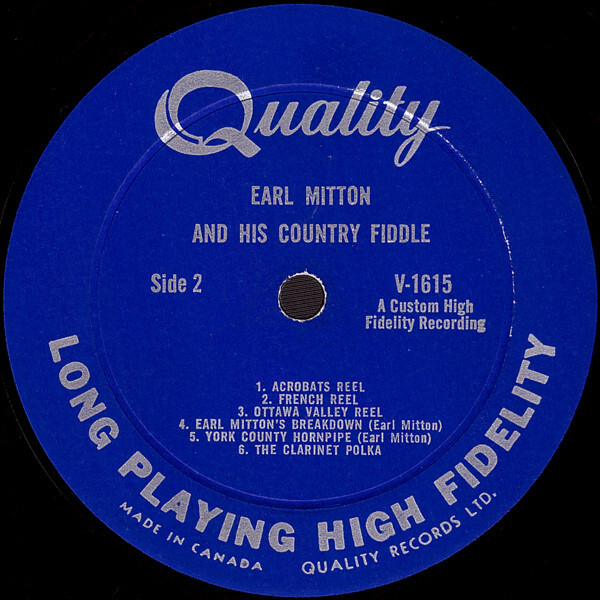 Quality
EARL MITTON
AND HIS COUNTRY FIDDLE
Side 2
V-1615
A Custom High
Fidelity Recording
1. ACROBATS REEL
2. FRENCH REEL
3. OTTAWA VALLEY REEL
4. EARL MITTON'S BREAKDOWN (Earl Mitton)
5. YORK COUNTY HORNPIPE (Earl Mitton)
6. THE CLARINET POLKA
LONG PLAYING HIGH FIDELITY
MADE IN CANADA QUALITY RECORDS LTD.